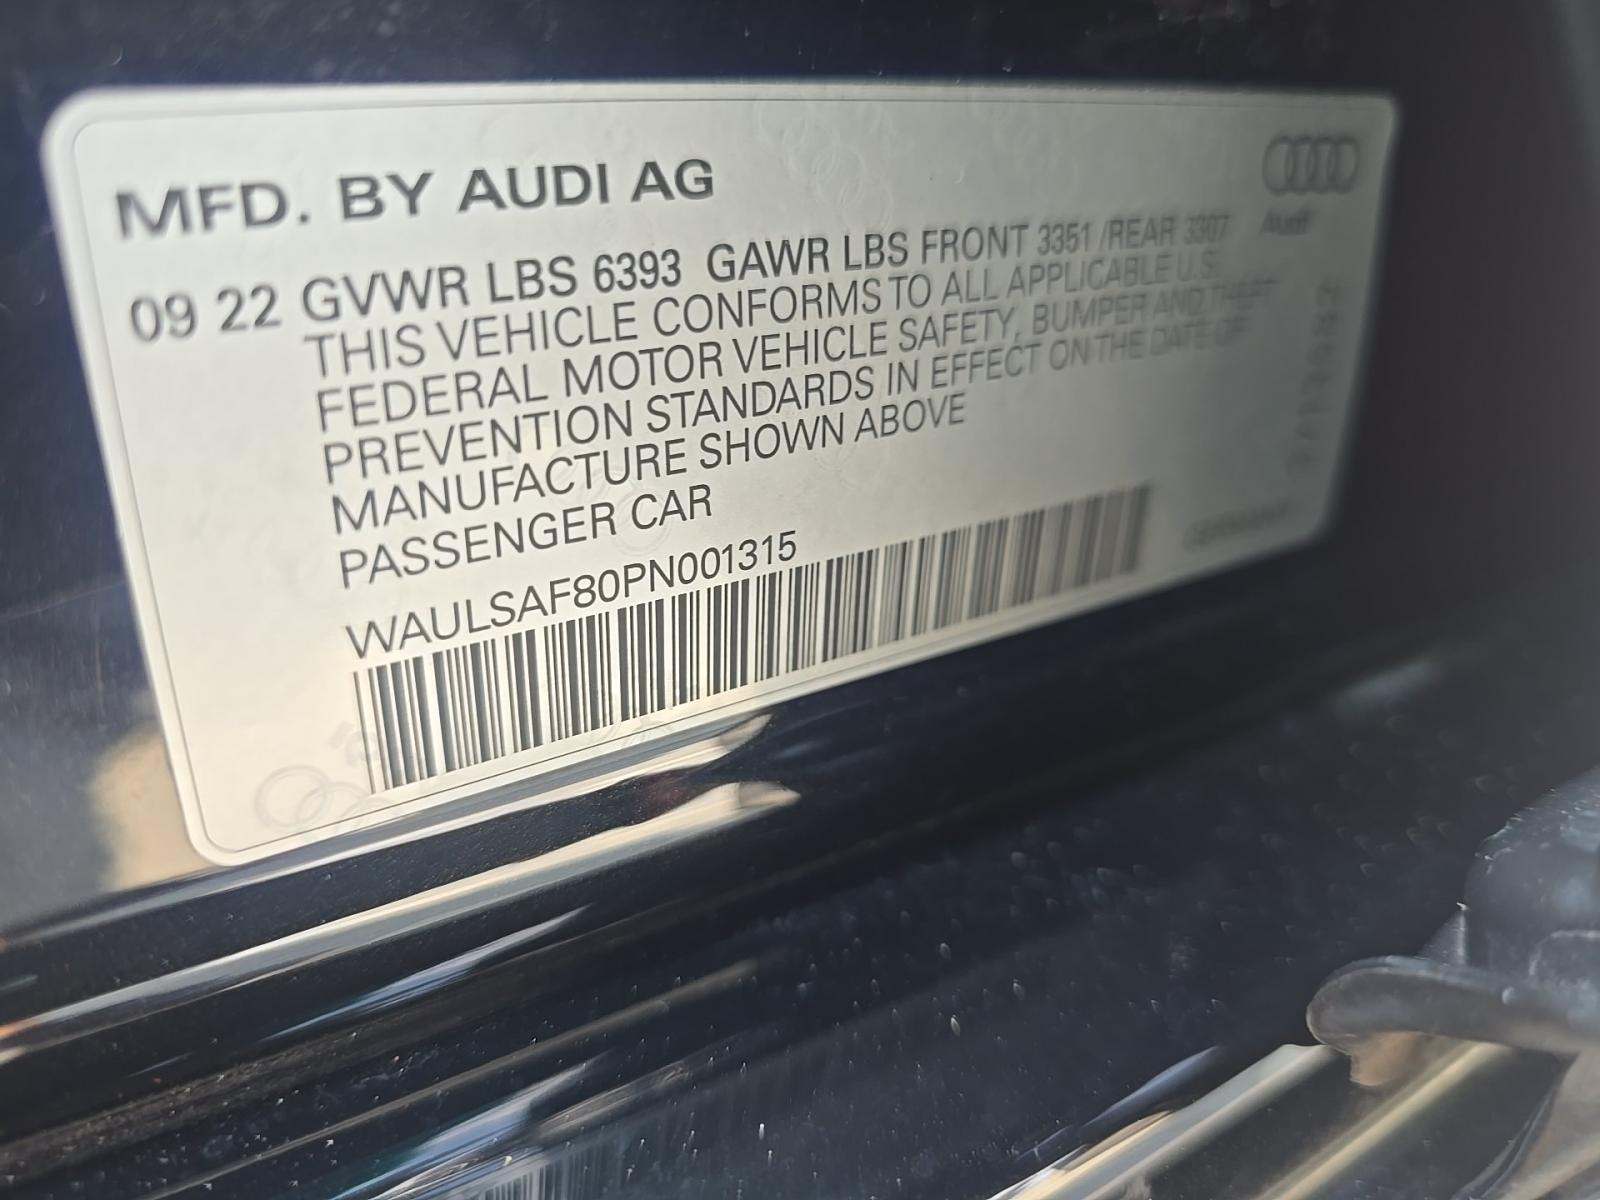 MFD. BY AUDI AG
Audi
09 22 GVWR LBS 6393 GAWR LBS FRONT 3351 /REAR 3307
THIS VEHICLE CONFORMS TO ALL APPLICABLE U.S.
FEDERAL MOTOR VEHICLE SAFETY, BUMPER AND THEFT
PREVENTION STANDARDS IN EFFECT ON THE DATE OF
MANUFACTURE SHOWN ABOVE
PASSENGER CAR
WAULSAF80PN001315